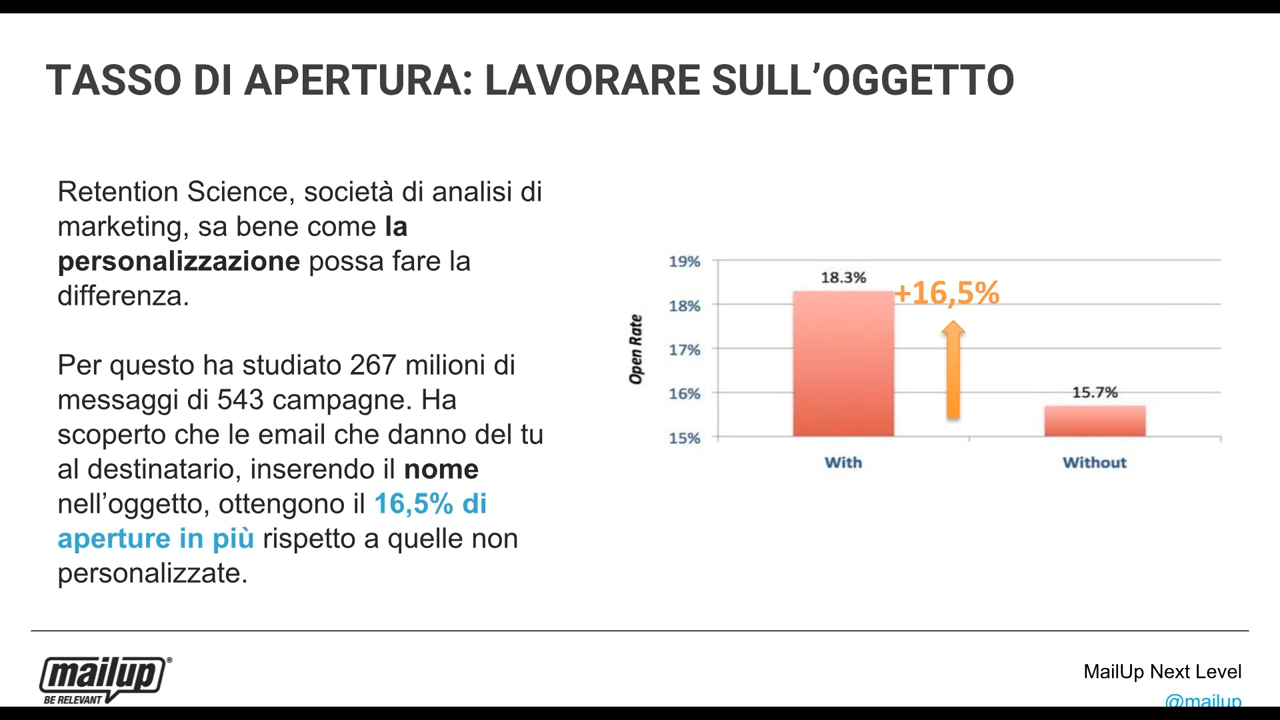 TASSO DI APERTURA: LAVORARE SULL’OGGETTO
Retention Science, società di analisi di
marketing, sa bene come la
personalizzazione possa fare la
differenza.
Per questo ha studiato 267 milioni di
messaggi di 543 campagne. Ha
scoperto che le email che danno del tu
al destinatario, inserendo il nome
nell’oggetto, ottengono il 16,5% di
aperture in più rispetto a quelle non
personalizzate.
Open Rate
19%
18%
17%
16%
15%
18.3%
+16,5%
15.7%
With
Without
mailup®
BE RELEVANT
MailUp Next Level
@mailup